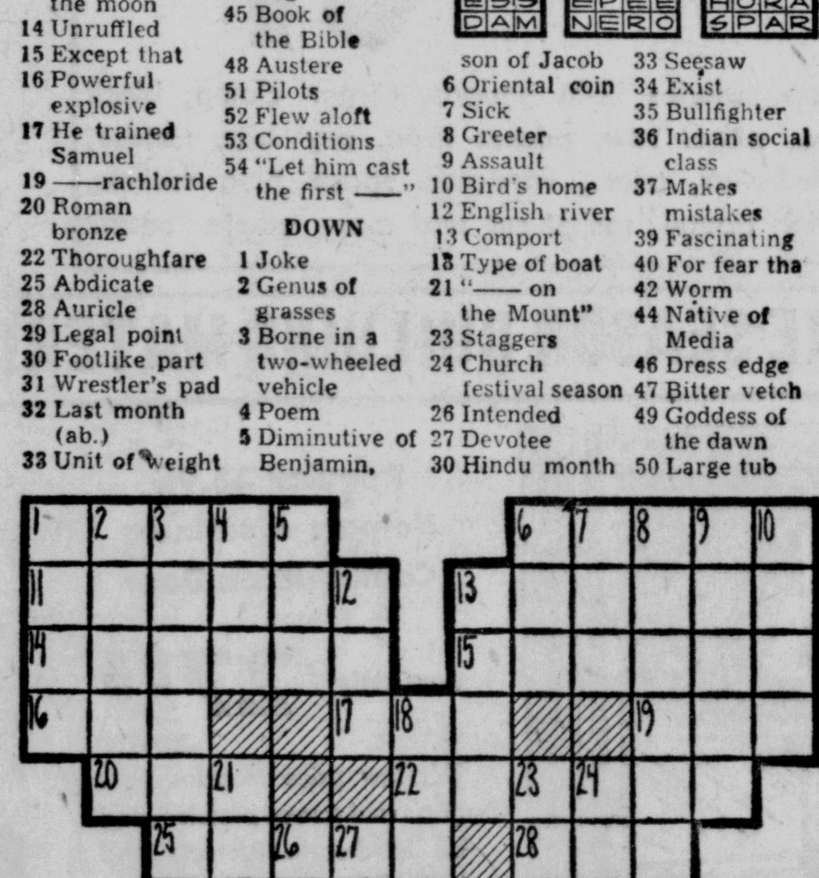 the moon
14 Unruffled
15 Except that
16 Powerful
explosive
17 He trained
Samuel
19 ——rachloride
20 Roman
bronze
22 Thoroughfare
25 Abdicate
28 Auricle
29 Legal point
30 Footlike part
31 Wrestler's pad
32 Last month
(ab.)
33 Unit of weight
45 Book of
the Bible
48 Austere
51 Pilots
52 Flew aloft
53 Conditions
54 "Let him cast
the first ——"
DOWN
1 Joke
2 Genus of
grasses
3 Borne in a
two-wheeled
vehicle
4 Poem
5 Diminutive of
Benjamin,
DAM
NERO
SPAR
son of Jacob
6 Oriental coin
7 Sick
8 Greeter
9 Assault
10 Bird's home
12 English river
13 Comport
18 Type of boat
21 "—— on
the Mount"
23 Staggers
24 Church
festival season
26 Intended
27 Devotee
30 Hindu month
33 Seesaw
34 Exist
35 Bullfighter
36 Indian social
class
37 Makes
mistakes
39 Fascinating
40 For fear tha
42 Worm
44 Native of
Media
46 Dress edge
47 Bitter vetch
49 Goddess of
the dawn
50 Large tub
1 2 3 4 5 6 7 8 9 10
11 12 13
14 15
16 17 18 19
20 21 22 23 24
25 26 27 28